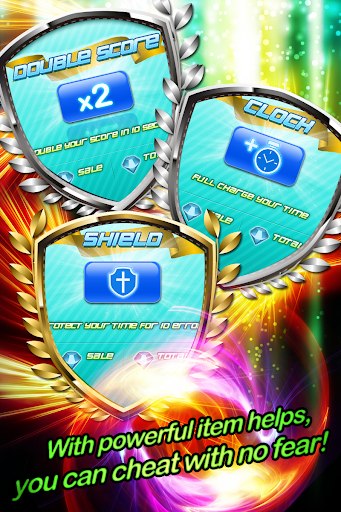 DOUBLE SCORE
x2
Double your score in 10 sec
Sale
Total
CLOCK
+
Full charge your time
Sale
Total
SHIELD
Protect your time for 10 erro
Sale
Total
With powerful item helps,
you can cheat with no fear!